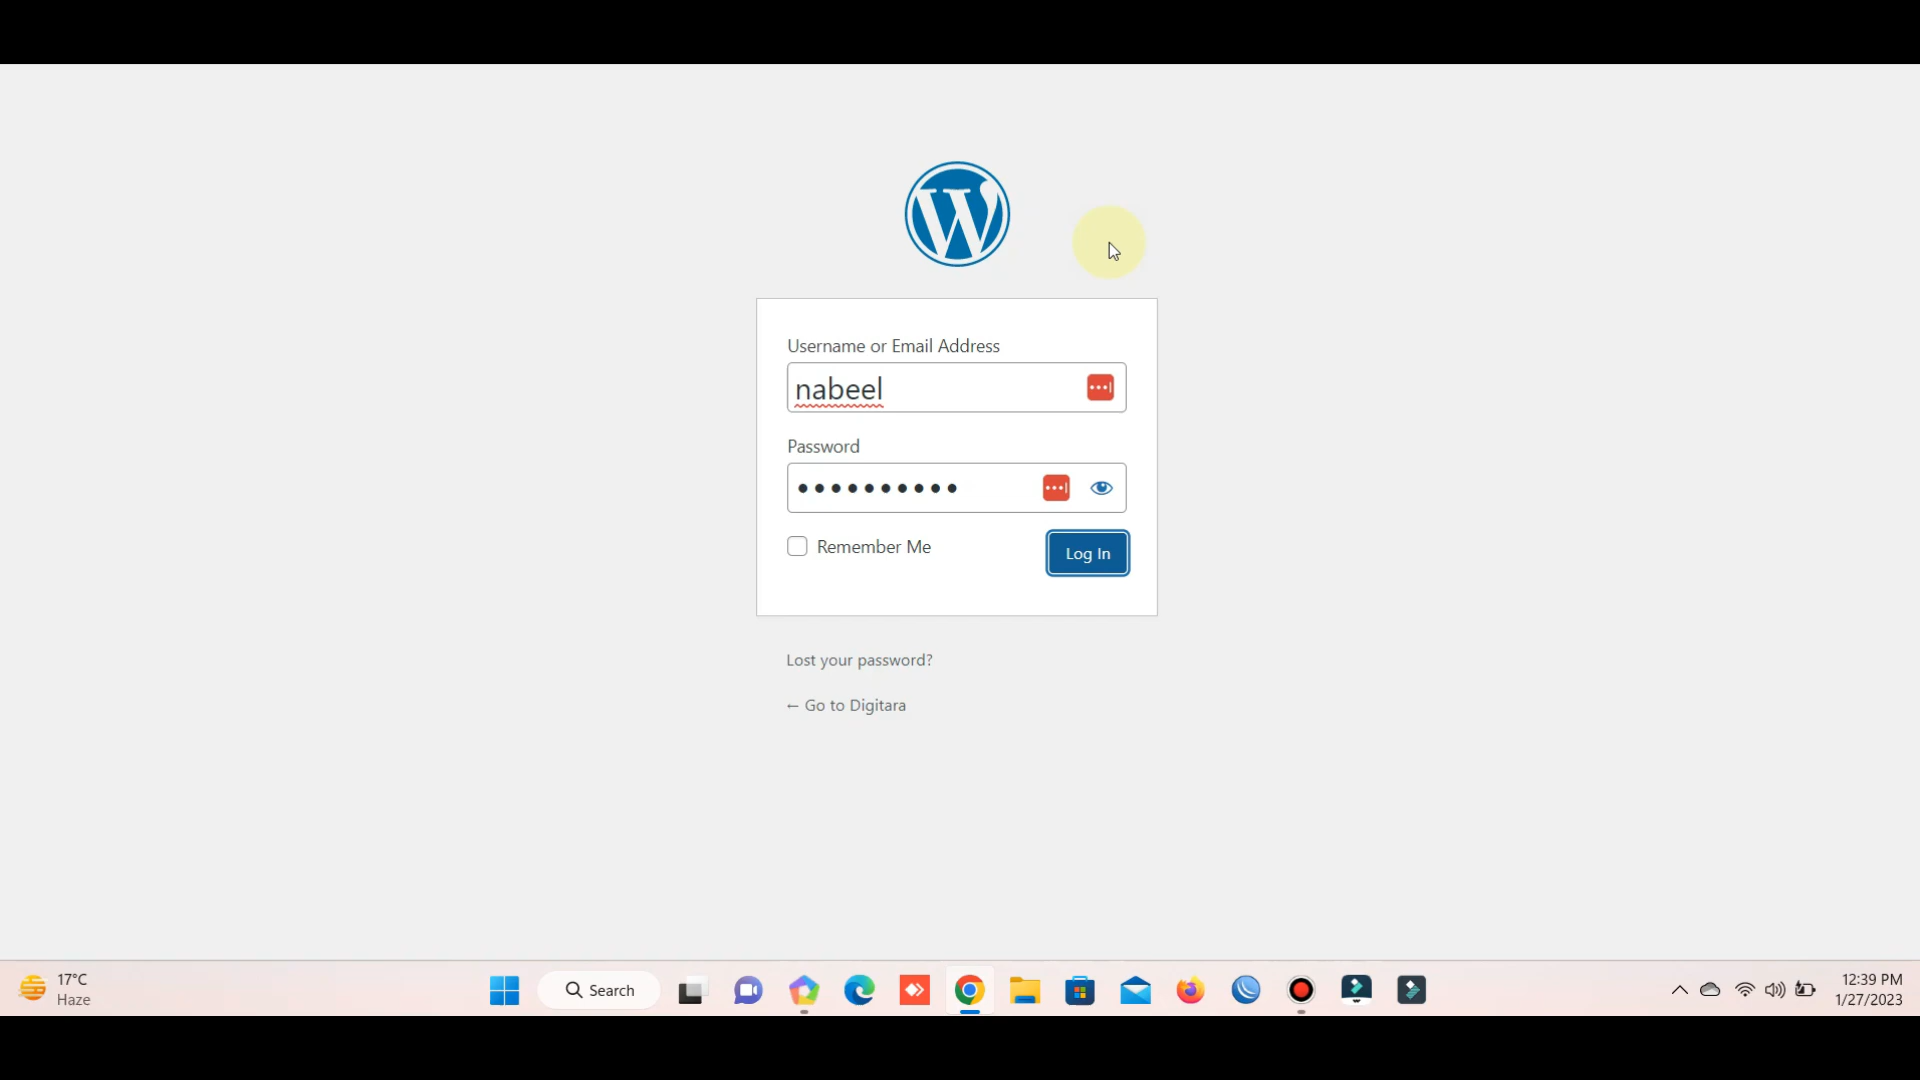 Username or Email Address
nabeel
Password
••••••••••
Remember Me
Log In
Lost your password?
← Go to Digitara
17°C
Haze
Search
12:39 PM
1/27/2023